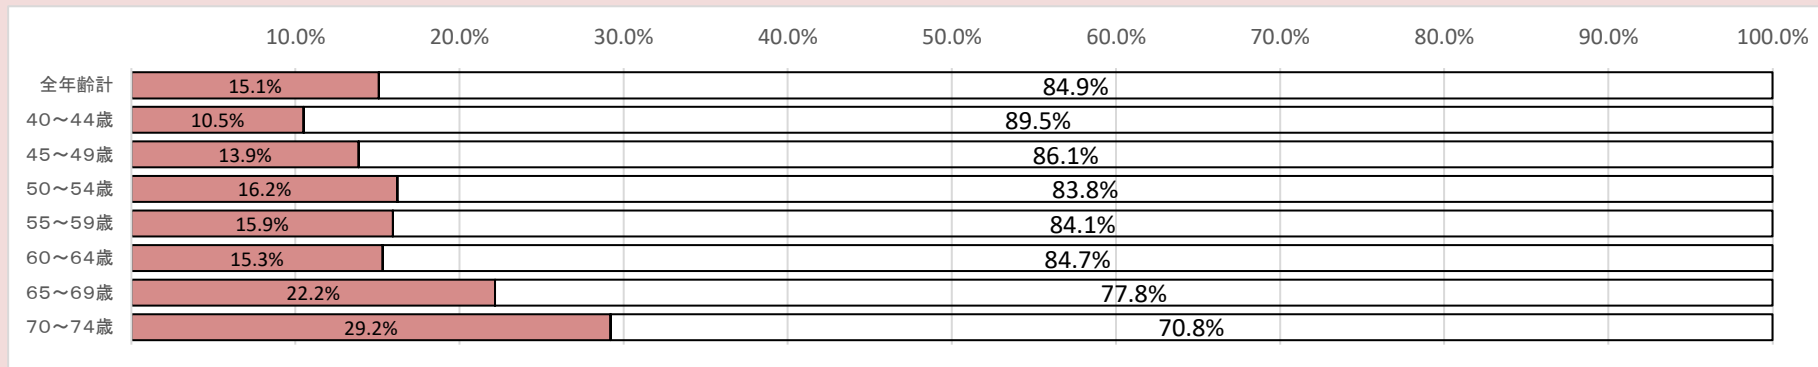 10.0% 20.0% 30.0% 40.0% 50.0% 60.0% 70.0% 80.0% 90.0% 100.0%
全年齢計 15.1% 84.9%
40～44歳 10.5% 89.5%
45～49歳 13.9% 86.1%
50～54歳 16.2% 83.8%
55～59歳 15.9% 84.1%
60～64歳 15.3% 84.7%
65～69歳 22.2% 77.8%
70～74歳 29.2% 70.8%